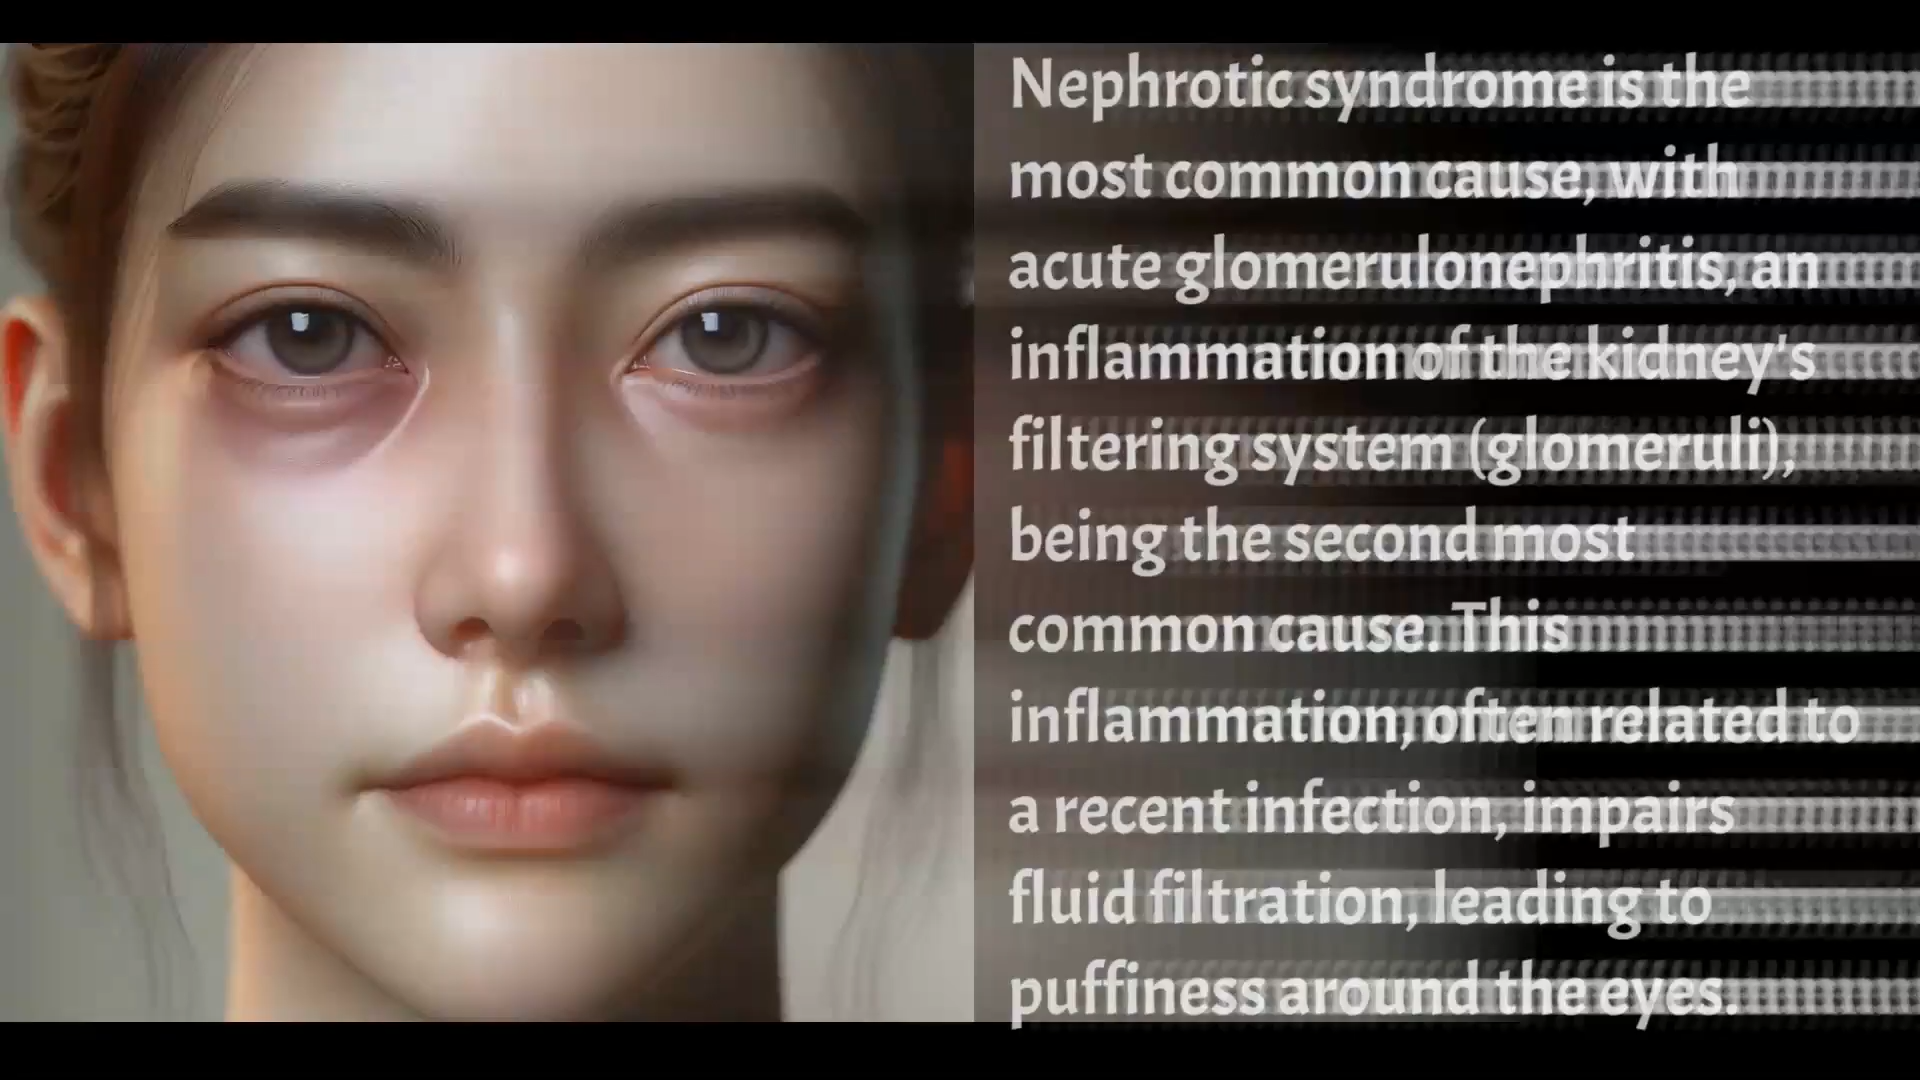 Nephrotic syndrome is the
most common cause, with
acute glomerulonephritis, an
inflammation of the kidney's
filtering system (glomeruli),
being the second most
common cause. This
inflammation, often related to
a recent infection, impairs
fluid filtration, leading to
puffiness around the eyes.